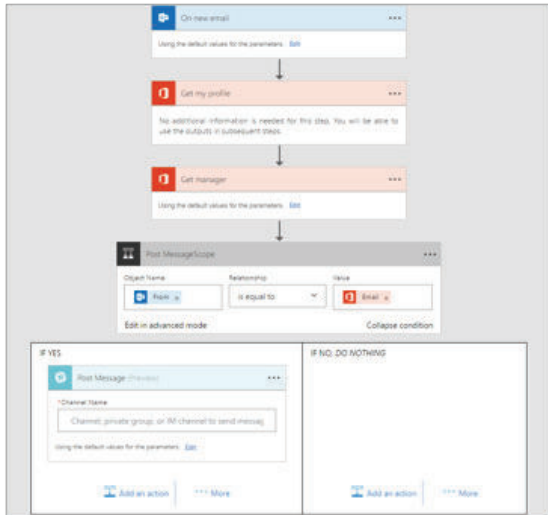 On new email
Using the default values for the parameters. Edit
Get my profile
No additional information is needed for this step. You will be able to
use the outputs in subsequent steps.
Get manager
Using the default values for the parameters. Edit
Post MessageScope
Object Name Relationship Value
From x is equal to Email x
Edit in advanced mode Collapse condition
IF YES IF NO, DO NOTHING
Post Message (Preview)
*Channel Name
Channel, private group, or IM channel to send messag
Using the default values for the parameters. Edit
Add an action More Add an action More